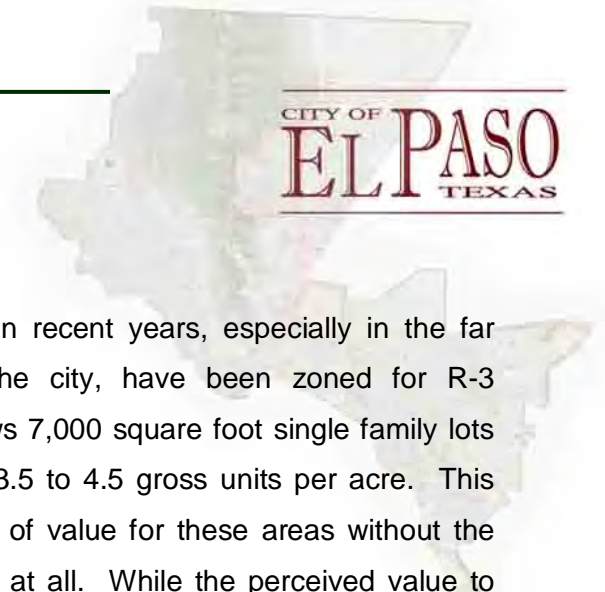 CITY OF
EL PASO
TEXAS
n recent years, especially in the far
he city, have been zoned for R-3
vs 7,000 square foot single family lots
3.5 to 4.5 gross units per acre. This
of value for these areas without the
at all. While the perceived value to